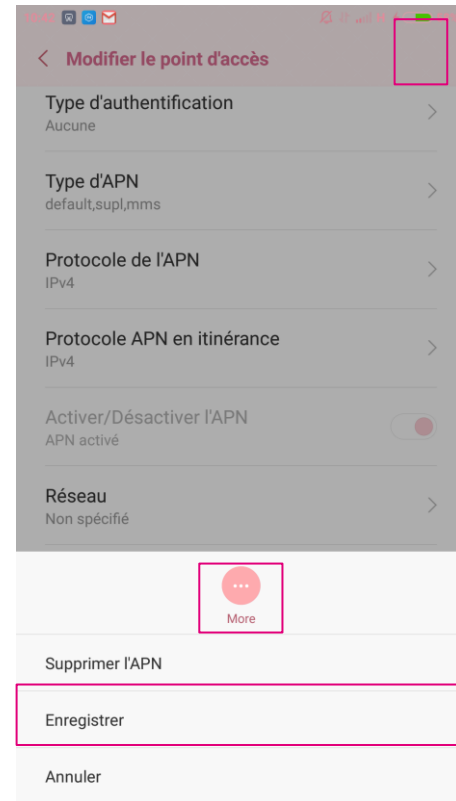 Modifier le point d'accès
Type d'authentification
Aucune
Type d'APN
default,supl,mms
Protocole de l'APN
IPv4
Protocole APN en itinérance
IPv4
Activer/Désactiver l'APN
APN activé
Réseau
Non spécifié
More
Supprimer l'APN
Enregistrer
Annuler